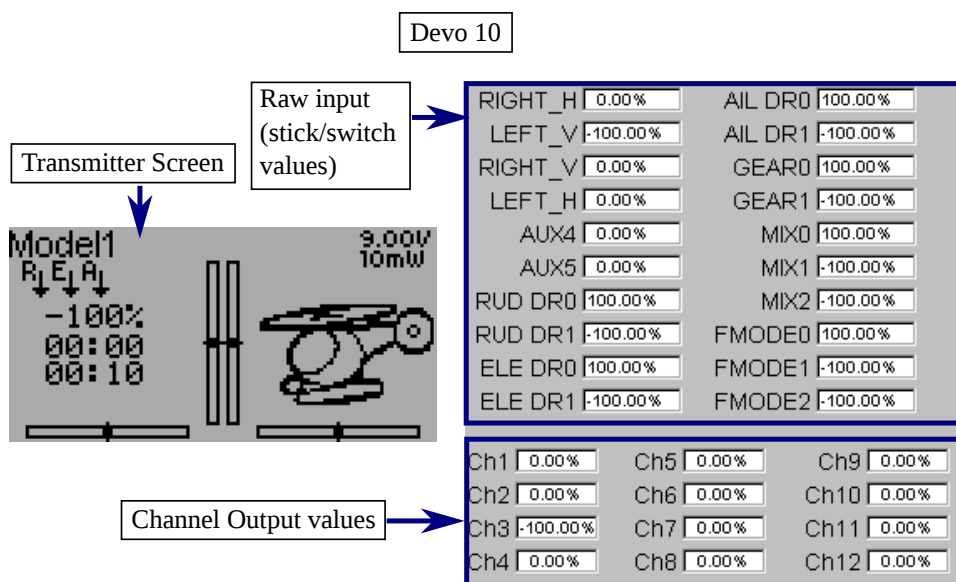 Devo 10
Raw input
(stick/switch
values)
Transmitter Screen
Model1
9.00V
10mW
R E A
-100%
00:00
00:10
RIGHT_H 0.00% AIL DR0 100.00%
LEFT_V -100.00% AIL DR1 -100.00%
RIGHT_V 0.00% GEAR0 100.00%
LEFT_H 0.00% GEAR1 -100.00%
AUX4 0.00% MIX0 100.00%
AUX5 0.00% MIX1 -100.00%
RUD DR0 100.00% MIX2 -100.00%
RUD DR1 -100.00% FMODE0 100.00%
ELE DR0 100.00% FMODE1 -100.00%
ELE DR1 -100.00% FMODE2 -100.00%
Channel Output values
Ch1 0.00% Ch5 0.00% Ch9 0.00%
Ch2 0.00% Ch6 0.00% Ch10 0.00%
Ch3 -100.00% Ch7 0.00% Ch11 0.00%
Ch4 0.00% Ch8 0.00% Ch12 0.00%